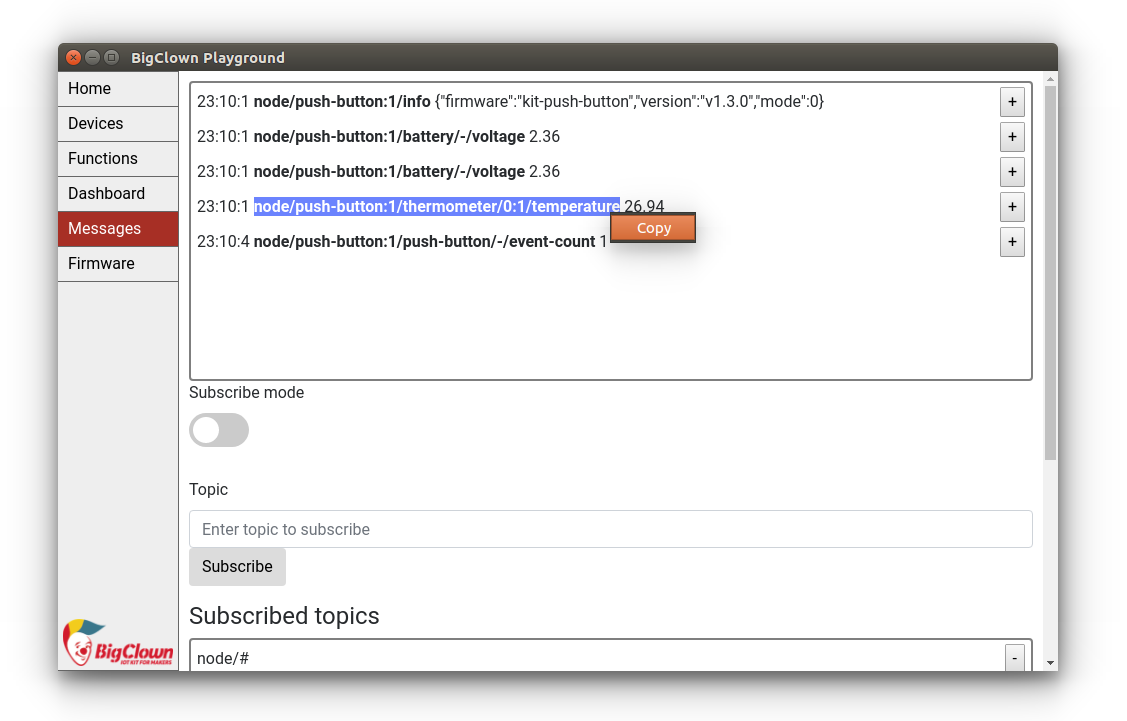 BigClown Playground
Home
Devices
Functions
Dashboard
Messages
Firmware
23:10:1 node/push-button:1/info {"firmware":"kit-push-button","version":"v1.3.0","mode":0} +
23:10:1 node/push-button:1/battery/-/voltage 2.36 +
23:10:1 node/push-button:1/battery/-/voltage 2.36 +
23:10:1 node/push-button:1/thermometer/0:1/temperature 26.94 +
Copy
23:10:4 node/push-button:1/push-button/-/event-count 1 +
Subscribe mode
Topic
Enter topic to subscribe
Subscribe
Subscribed topics
node/# -
BigClown
IOT KIT FOR MAKERS